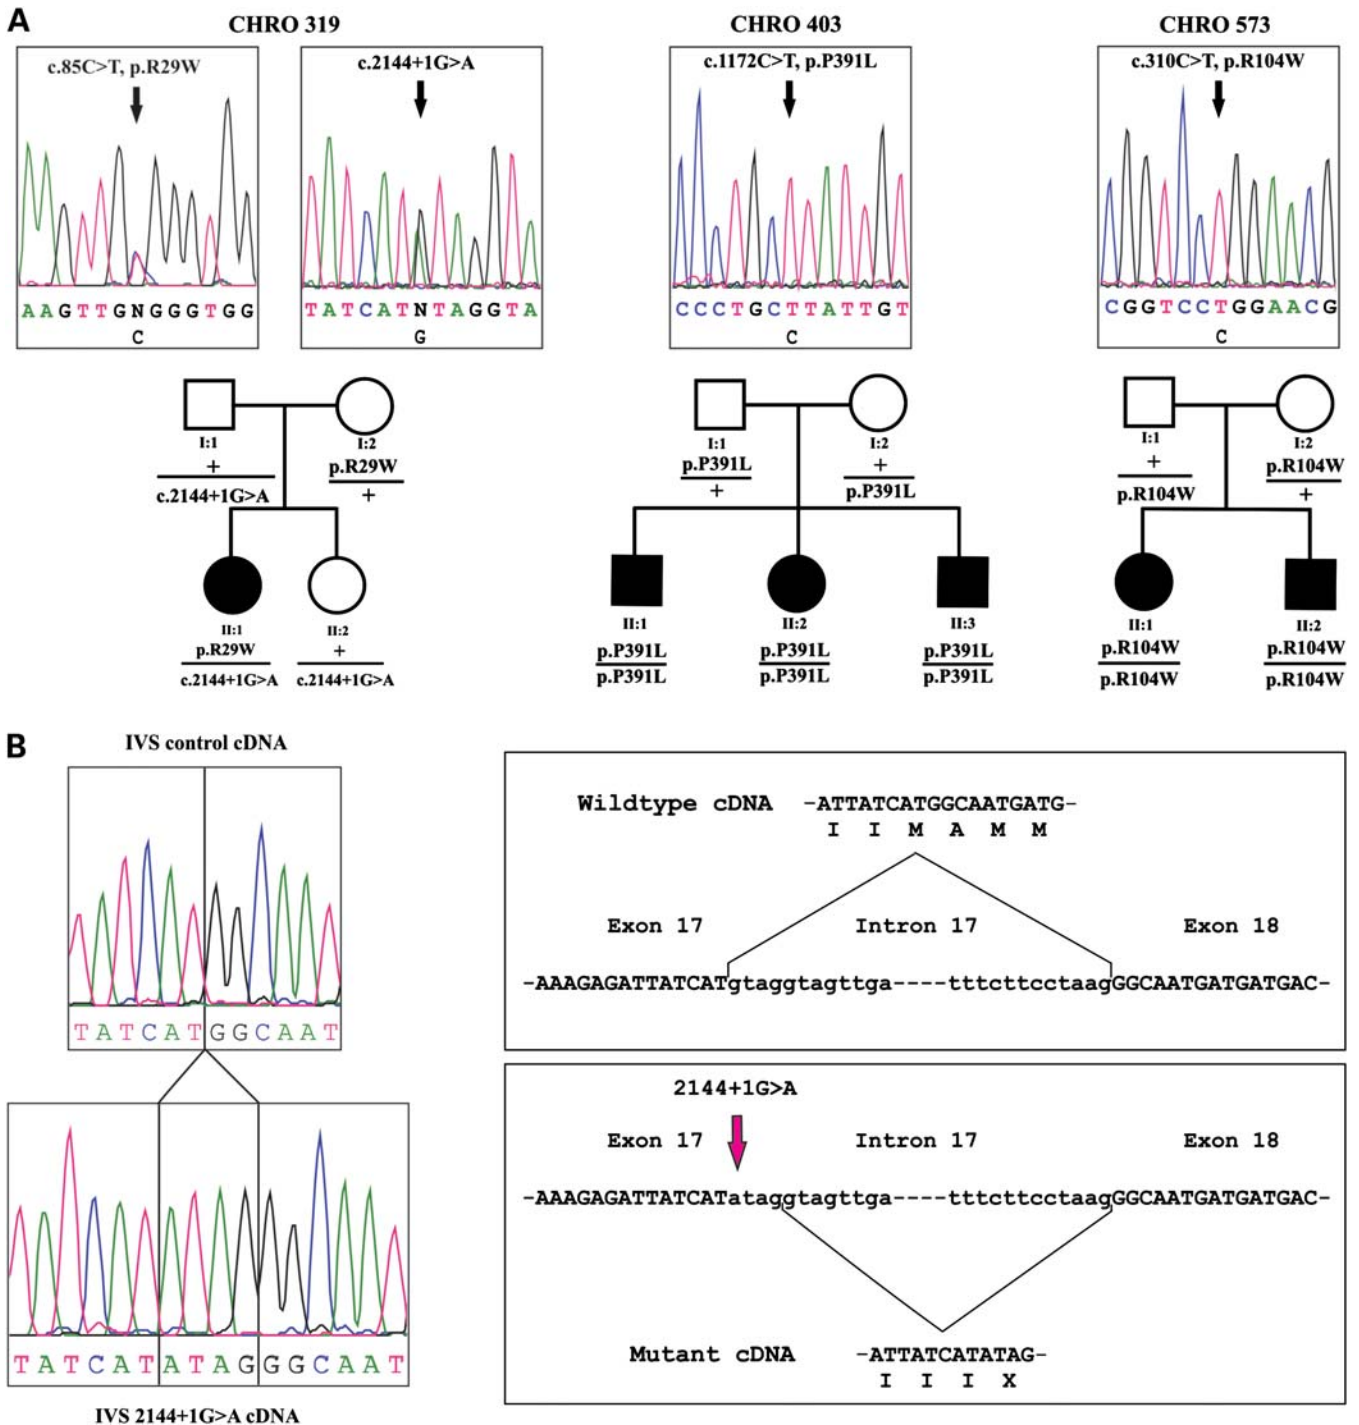 A
CHRO 319
CHRO 403
CHRO 573
c.85C>T, p.R29W
c.2144+1G>A
c.1172C>T, p.P391L
c.310C>T, p.R104W
AAGTTGNGGGTGG
C
TATCATNTAGGTA
G
CCCTGCTTATTGT
C
CGGTCCTGGAACG
C
I:1
+
c.2144+1G>A
I:2
p.R29W
+
II:1
p.R29W
c.2144+1G>A
II:2
+
c.2144+1G>A
I:1
p.P391L
+
I:2
+
p.P391L
II:1
p.P391L
p.P391L
II:2
p.P391L
p.P391L
II:3
p.P391L
p.P391L
I:1
+
p.R104W
I:2
p.R104W
+
II:1
p.R104W
p.R104W
II:2
p.R104W
p.R104W
B
IVS control cDNA
TATCATGGCAAT
TATCATATAGGGCAAT
IVS 2144+1G>A cDNA
Wildtype cDNA -ATTATCATGGCAATGATG-
I I M A M M
Exon 17 Intron 17 Exon 18
-AAAGAGATTATCATgtaggtagttga----tttcttcctaagGGCAATGATGATGAC-
2144+1G>A
Exon 17 Intron 17 Exon 18
-AAAGAGATTATCATataggtagttga----tttcttcctaagGGCAATGATGATGAC-
Mutant cDNA -ATTATCATATAG-
I I I X